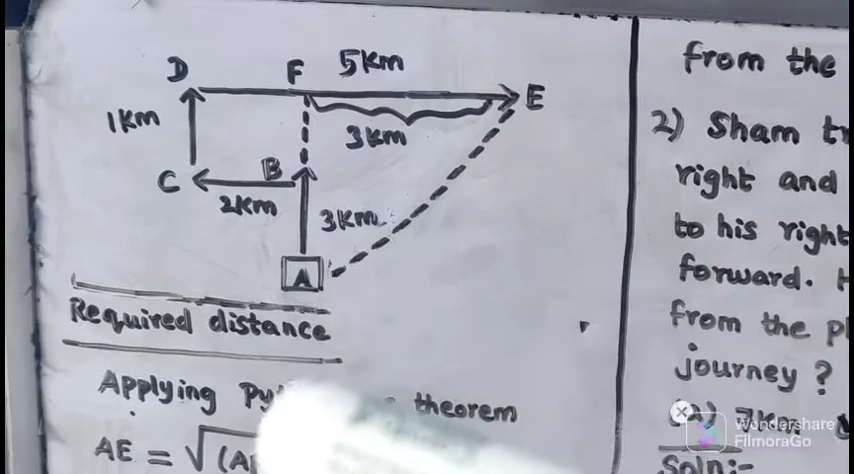 D F 5km E
1km
3km
C B
2km
3km
A
Required distance
Applying theorem
AE = √(A
from the
2) Sham
right and
to his right
forward.
from the
journey ?
7km
Soln:-
Wondershare
FilmoraGo